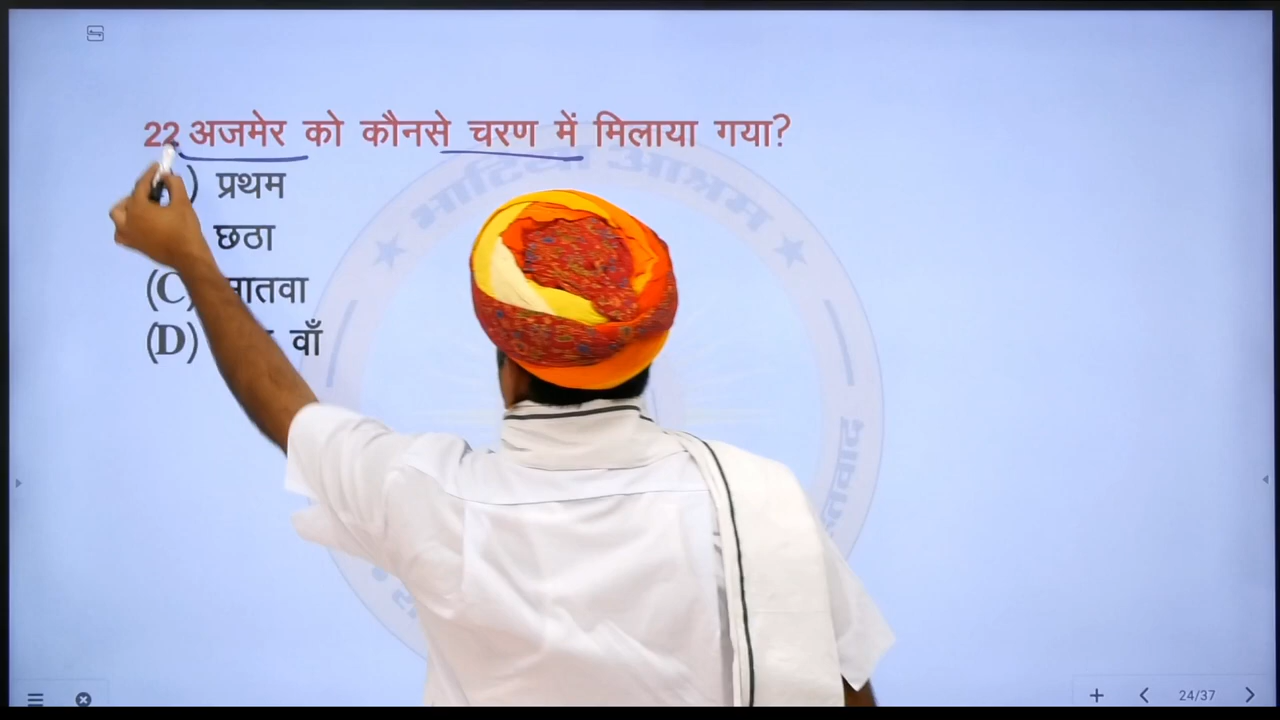 22 अजमेर को कौनसे चरण में मिलाया गया?
) प्रथम
छठा
(C) सातवा
(D) वाँ
24/37